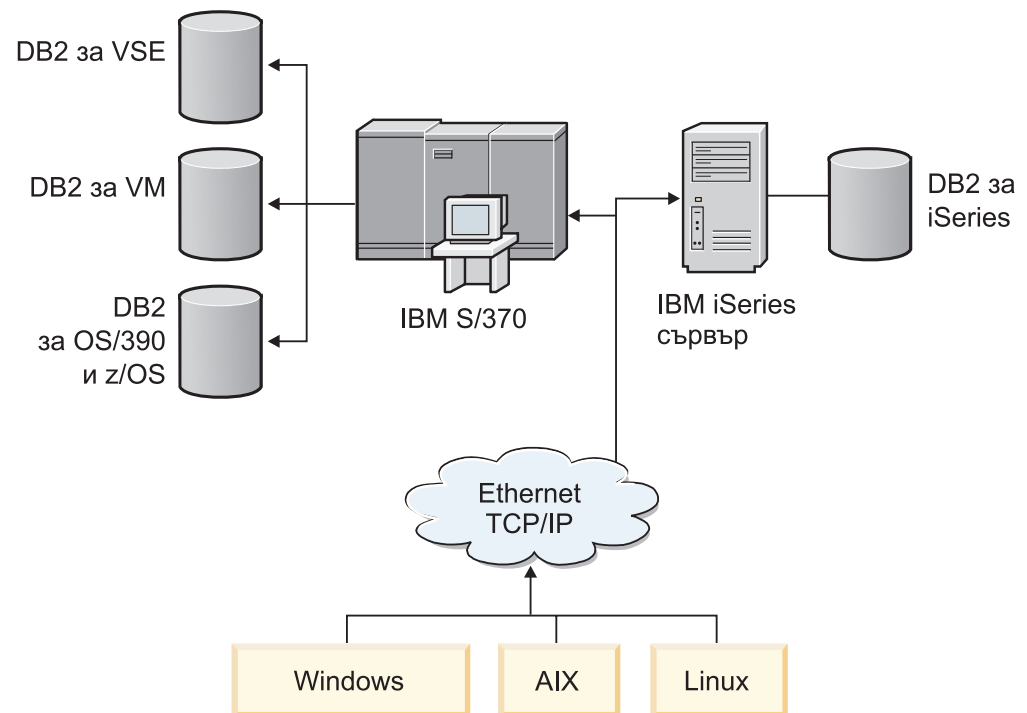 DB2 за VSE
DB2 за VM
DB2
за OS/390
и z/OS
IBM S/370
IBM iSeries
сървър
DB2 за
iSeries
Ethernet
TCP/IP
Windows
AIX
Linux